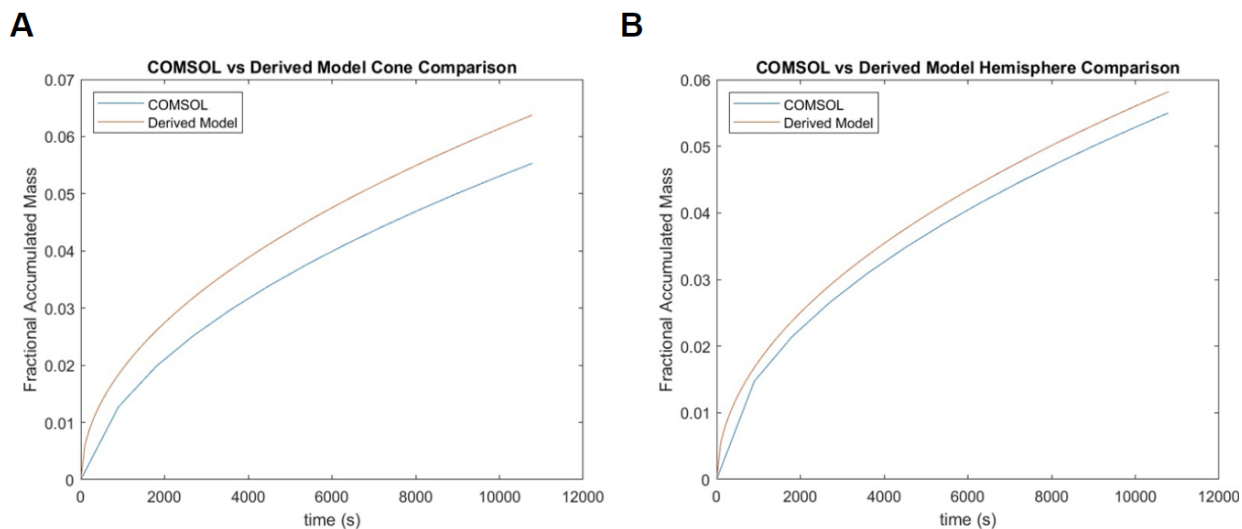 A
COMSOL vs Derived Model Cone Comparison
COMSOL
Derived Model
Fractional Accumulated Mass
0.07
0.06
0.05
0.04
0.03
0.02
0.01
0
0 2000 4000 6000 8000 10000 12000
time (s)
B
COMSOL vs Derived Model Hemisphere Comparison
COMSOL
Derived Model
Fractional Accumulated Mass
0.06
0.05
0.04
0.03
0.02
0.01
0
0 2000 4000 6000 8000 10000 12000
time (s)